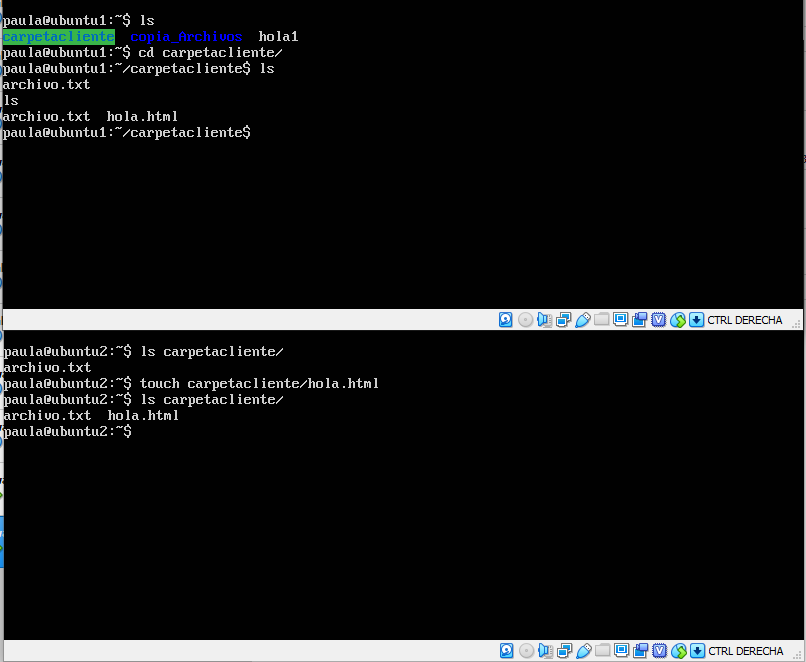 paula@ubuntu1:~$ ls
carpetacliente  copia_Archivos  hola1
paula@ubuntu1:~$ cd carpetacliente/
paula@ubuntu1:~/carpetacliente$ ls
archivo.txt
ls
archivo.txt  hola.html
paula@ubuntu1:~/carpetacliente$
CTRL DERECHA
paula@ubuntu2:~$ ls carpetacliente/
archivo.txt
paula@ubuntu2:~$ touch carpetacliente/hola.html
paula@ubuntu2:~$ ls carpetacliente/
archivo.txt  hola.html
paula@ubuntu2:~$
CTRL DERECHA